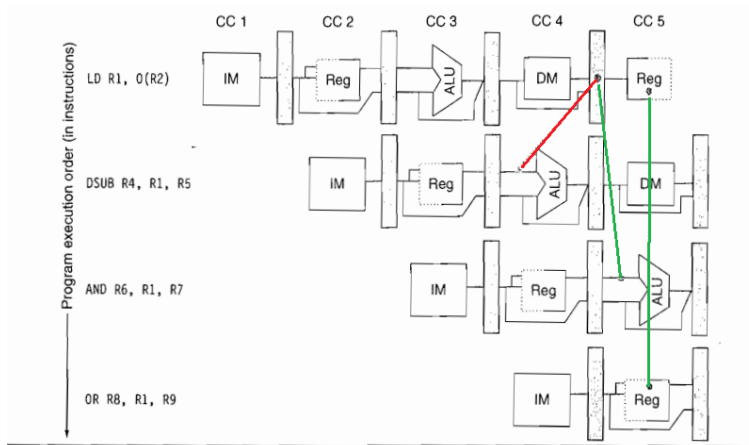 CC 1 CC 2 CC 3 CC 4 CC 5
Program execution order (in instructions)
LD R1, 0(R2) IM Reg ALU DM Reg
DSUB R4, R1, R5 IM Reg ALU DM
AND R6, R1, R7 IM Reg ALU
OR R8, R1, R9 IM Reg